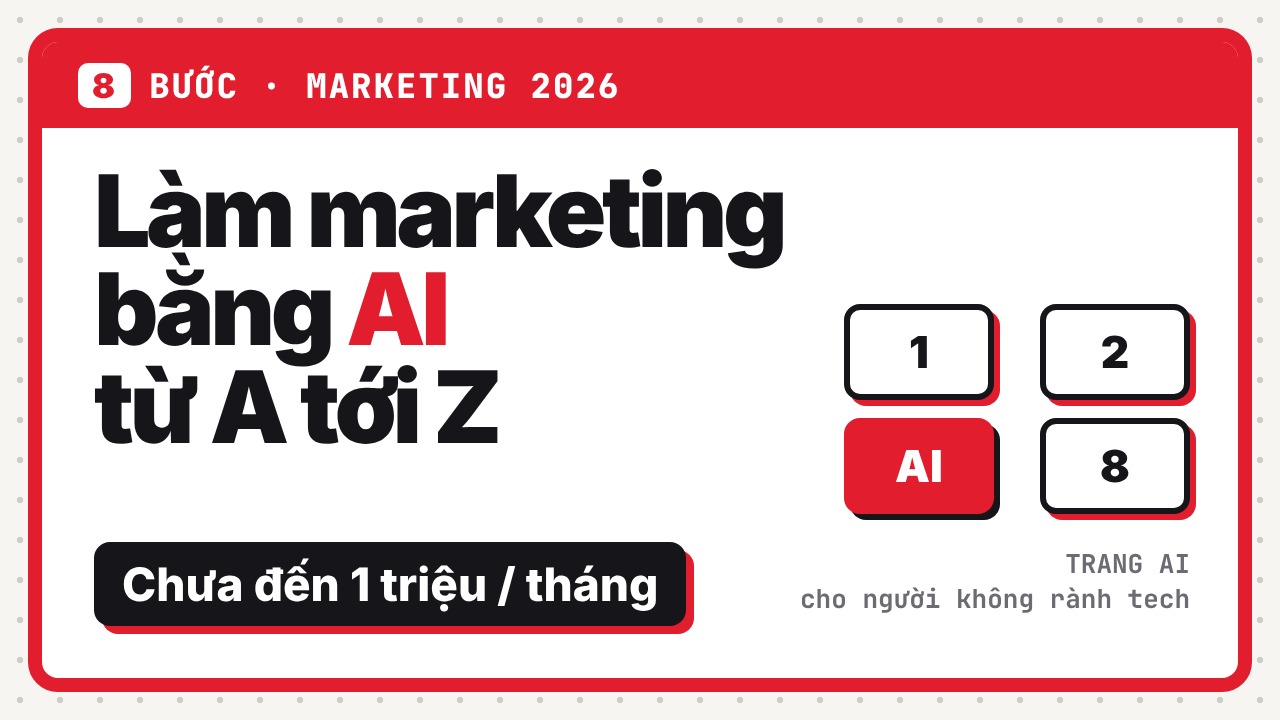 8 BƯỚC · MARKETING 2026
Làm marketing
bằng AI
từ A tới Z
1 2
AI 8
Chưa đến 1 triệu / tháng
TRANG AI
cho người không rành tech